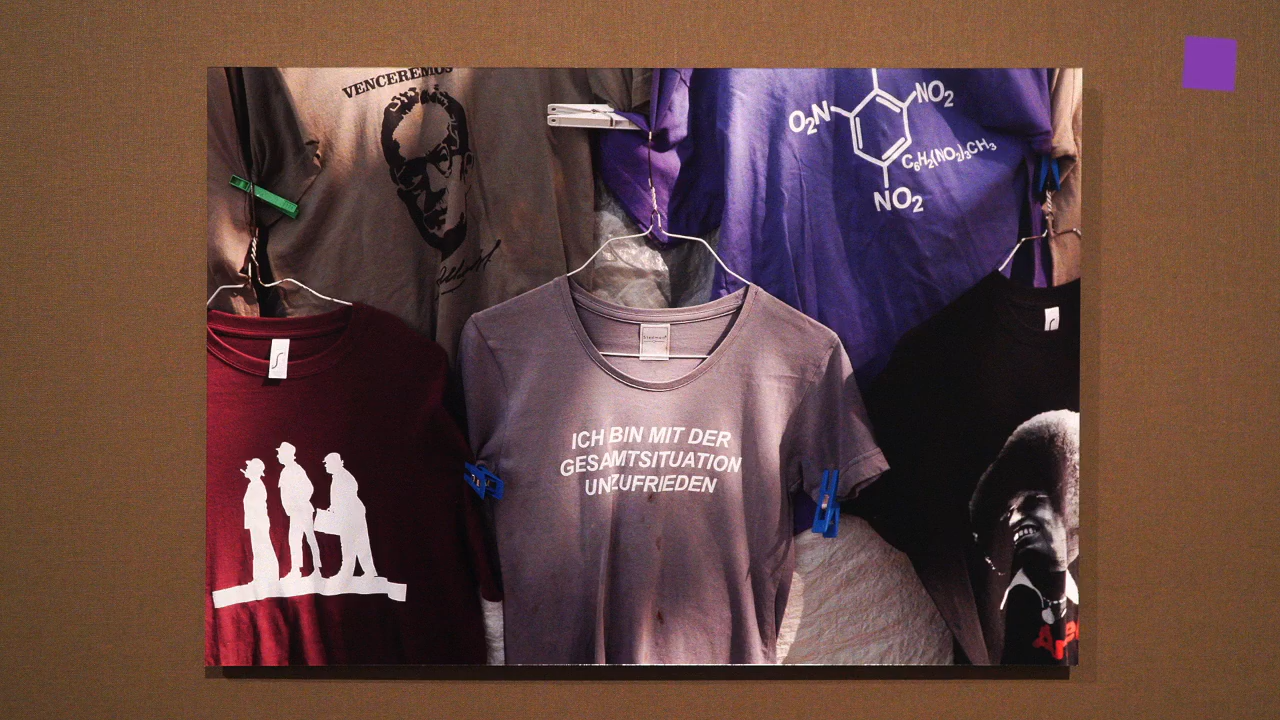 VENCEREMOS
O₂N
NO₂
C₆H₂(NO₂)₃CH₃
NO₂
ICH BIN MIT DER
GESAMTSITUATION
UNZUFRIEDEN